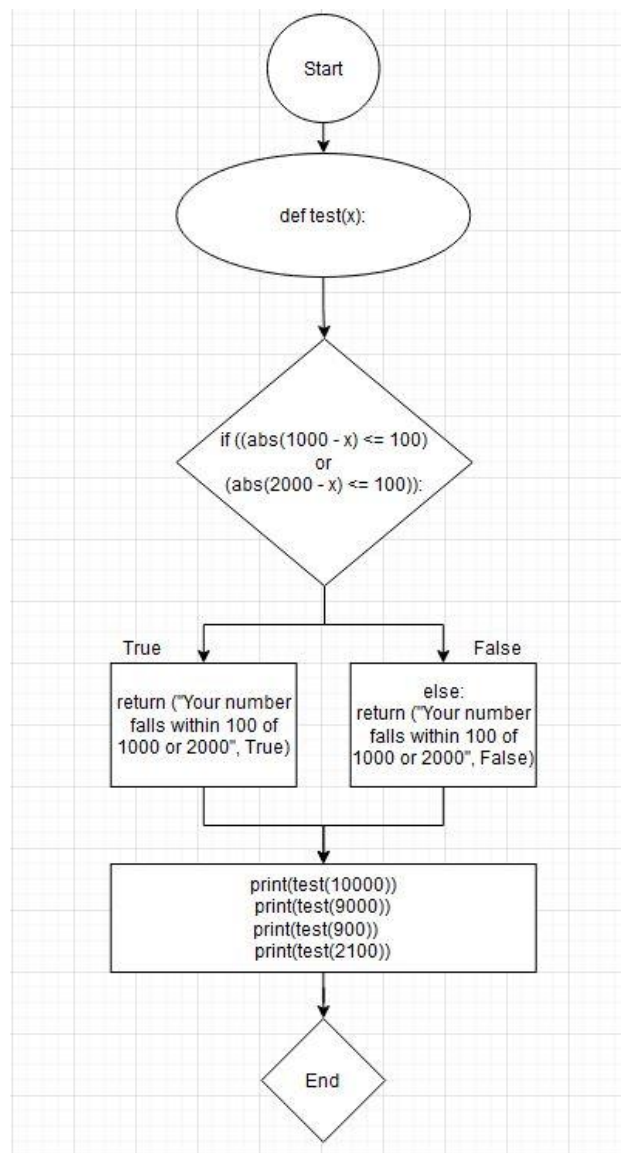 Start
def test(x):
if ((abs(1000 - x) <= 100)
or
(abs(2000 - x) <= 100)):
True
False
return ("Your number
falls within 100 of
1000 or 2000", True)
else:
return ("Your number
falls within 100 of
1000 or 2000", False)
print(test(10000))
print(test(9000))
print(test(900))
print(test(2100))
End